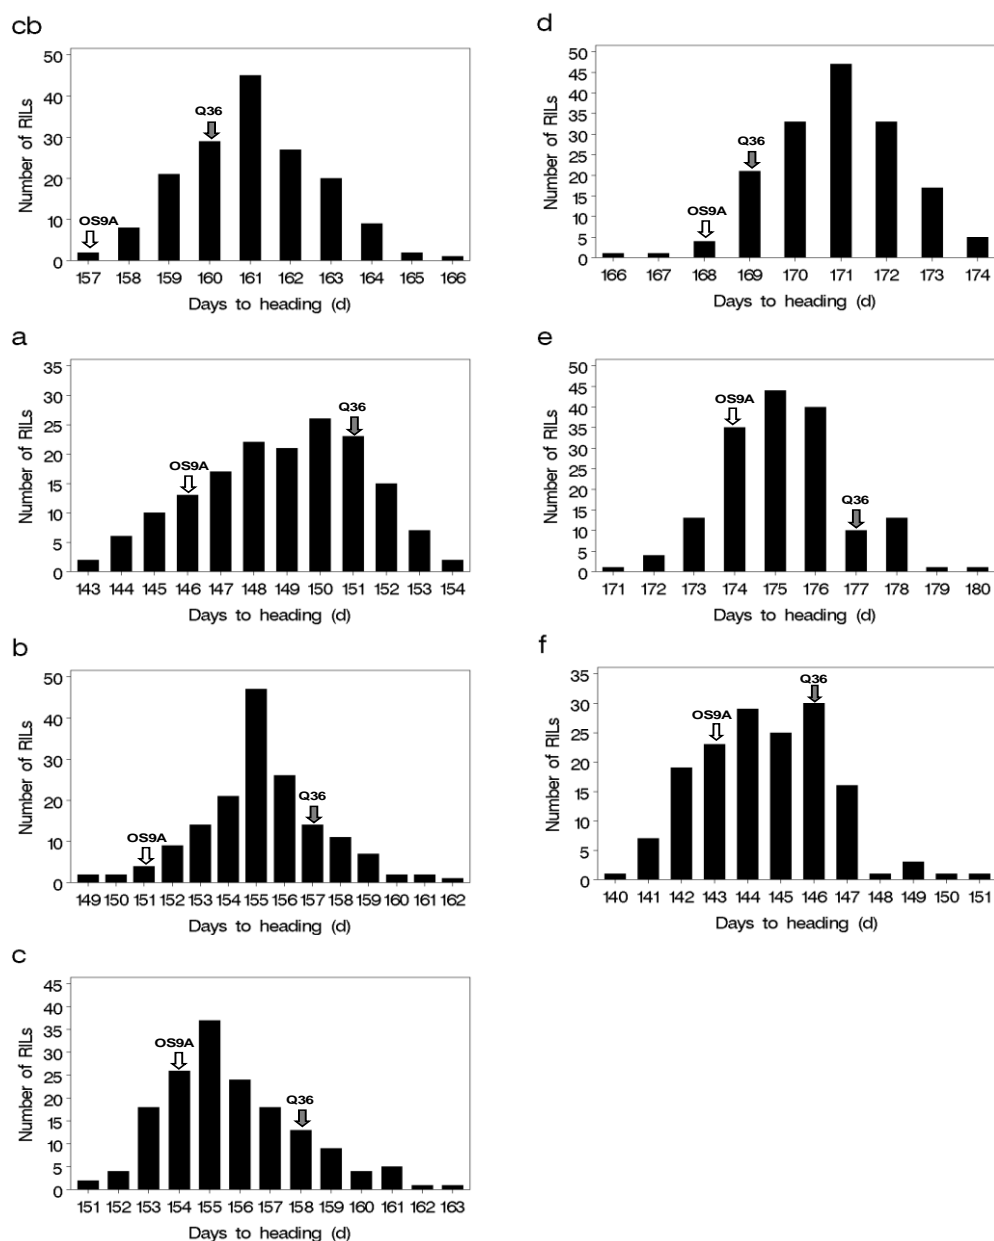 cb
Number of RILs
50
40
30
20
10
0
OS9A
Q36
157 158 159 160 161 162 163 164 165 166
Days to heading (d)
a
Number of RILs
35
30
25
20
15
10
5
0
OS9A
Q36
143 144 145 146 147 148 149 150 151 152 153 154
Days to heading (d)
b
Number of RILs
50
40
30
20
10
0
OS9A
Q36
149 150 151 152 153 154 155 156 157 158 159 160 161 162
Days to heading (d)
c
Number of RILs
45
40
35
30
25
20
15
10
5
0
OS9A
Q36
151 152 153 154 155 156 157 158 159 160 161 162 163
Days to heading (d)
d
Number of RILs
50
45
40
35
30
25
20
15
10
5
0
OS9A
Q36
166 167 168 169 170 171 172 173 174
Days to heading (d)
e
Number of RILs
50
45
40
35
30
25
20
15
10
5
0
OS9A
Q36
171 172 173 174 175 176 177 178 179 180
Days to heading (d)
f
Number of RILs
35
30
25
20
15
10
5
0
OS9A
Q36
140 141 142 143 144 145 146 147 148 149 150 151
Days to heading (d)